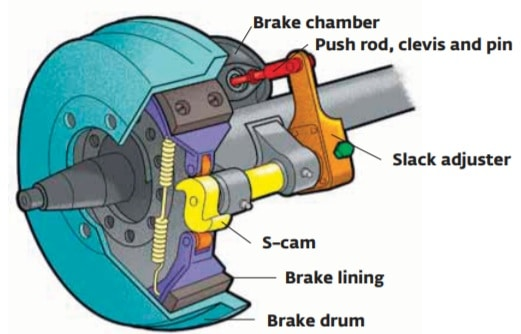 Brake chamber
Push rod, clevis and pin
Slack adjuster
S-cam
Brake lining
Brake drum